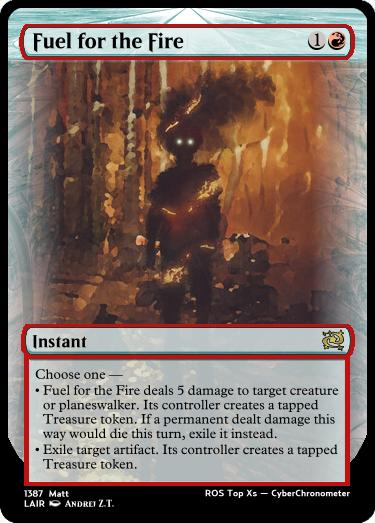 Fuel for the Fire 1
Instant
Choose one —
• Fuel for the Fire deals 5 damage to target creature
or planeswalker. Its controller creates a tapped
Treasure token. If a permanent dealt damage this
way would die this turn, exile it instead.
• Exile target artifact. Its controller creates a tapped
Treasure token.
1387 Matt
ROS Top Xs — CyberChronometer
LAIR Andrej Z.T.